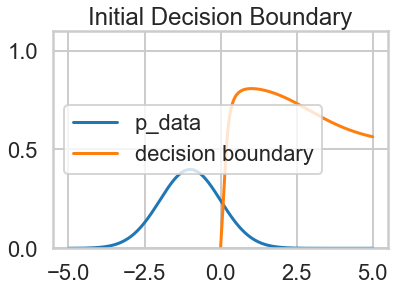 Initial Decision Boundary
1.0
p_data
0.5
decision boundary
0.0
−5.0 −2.5 0.0 2.5 5.0